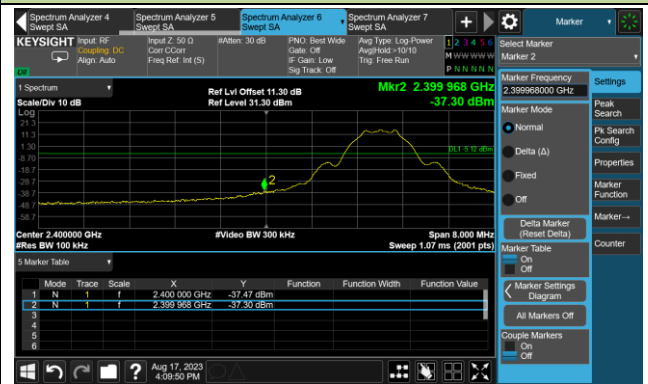 Spectrum Analyzer 4
Swept SA
Spectrum Analyzer 5
Swept SA
Spectrum Analyzer 6
Swept SA
Spectrum Analyzer 7
Swept SA
Marker
KEYSIGHT
Input: RF
Coupling: DC
Align: Auto
Input Z: 50 Ω
Corr CCorr
Freq Ref: Int (S)
#Atten: 30 dB
PNO: Best Wide
Gate: Off
IF Gain: Low
Sig Track: Off
Avg Type: Log-Power
Avg|Hold:>10/10
Trig: Free Run
1 2 3 4 5 6
M W W W W W
P N N N N N
Select Marker
Marker 2
1 Spectrum
Scale/Div 10 dB
Ref Lvl Offset 11.30 dB
Ref Level 31.30 dBm
Mkr2 2.399 968 GHz
-37.30 dBm
Log
21.3
11.3
1.30
-8.70
-18.7
-28.7
-38.7
-48.7
-58.7
DL1 -5.12 dBm
2
Center 2.400000 GHz
#Res BW 100 kHz
#Video BW 300 kHz
Span 8.000 MHz
Sweep 1.07 ms (2001 pts)
5 Marker Table
Mode Trace Scale X Y Function Function Width Function Value
1 N 1 f 2.400 000 GHz -37.47 dBm
2 N 1 f 2.399 968 GHz -37.30 dBm
3
4
5
6
Marker Frequency
2.399968000 GHz
Marker Mode
Normal
Delta (Δ)
Fixed
Off
Delta Marker
(Reset Delta)
Marker Table
On
Off
Marker Settings
Diagram
All Markers Off
Couple Markers
On
Off
Settings
Peak
Search
Pk Search
Config
Properties
Marker
Function
Marker→
Counter
Aug 17, 2023
4:09:50 PM